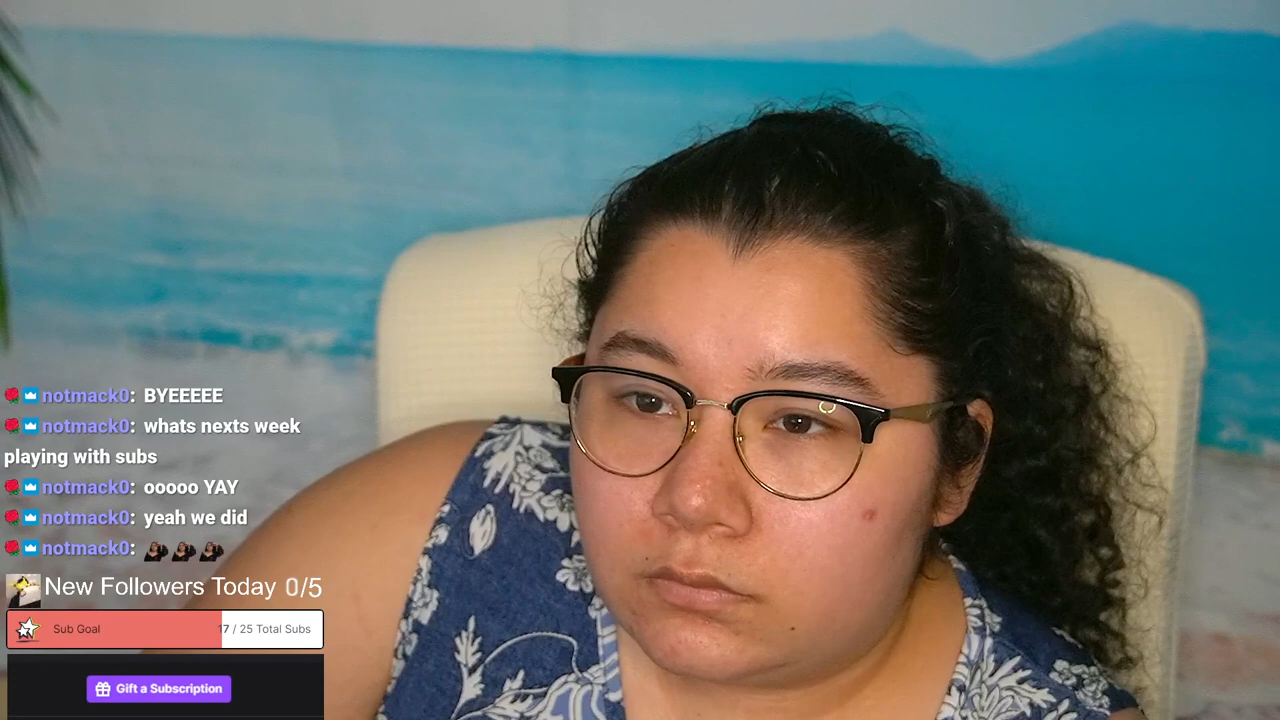 notmack0: BYEEEEE
notmack0: whats nexts week
playing with subs
notmack0: ooooo YAY
notmack0: yeah we did
notmack0:
New Followers Today 0/5
Sub Goal 17 / 25 Total Subs
Gift a Subscription